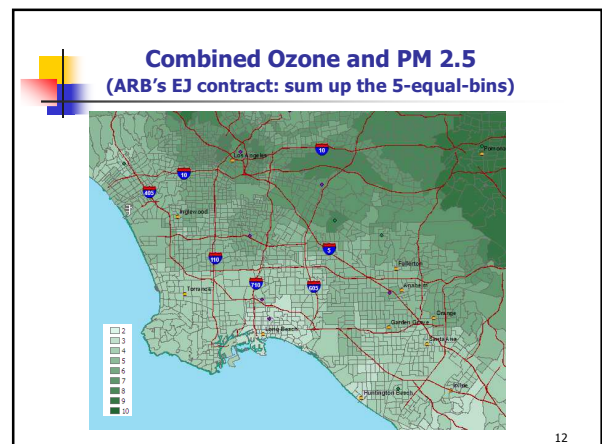 Combined Ozone and PM 2.5
(ARB's EJ contract: sum up the 5-equal-bins)
10
Pomona
Los Angeles
10
405
Inglewood
5
110
Fullerton
710
605
Anaheim
Torrance
Orange
Garden Grove
Long Beach
Santa Ana
Irvine
Huntington Beach
2
3
4
5
6
7
8
9
10
12